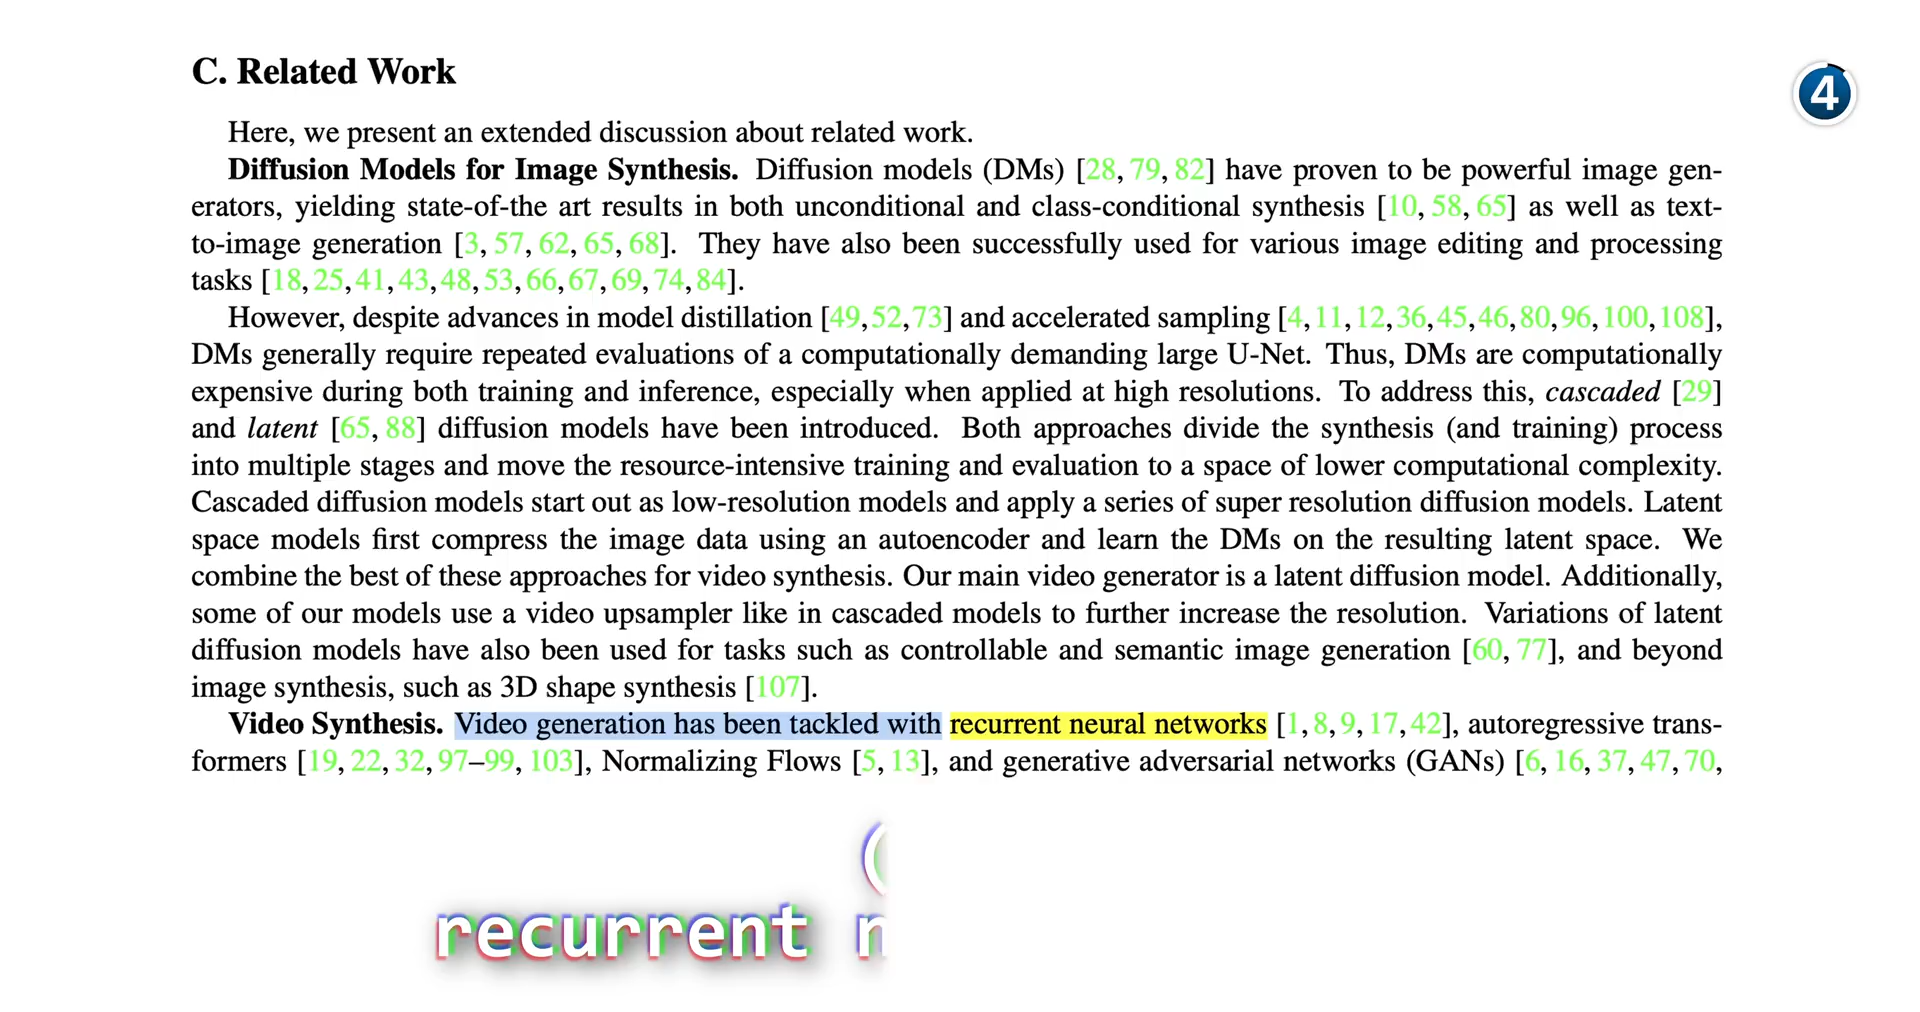 C. Related Work
4
Here, we present an extended discussion about related work.
Diffusion Models for Image Synthesis. Diffusion models (DMs) [28, 79, 82] have proven to be powerful image gen-
erators, yielding state-of-the art results in both unconditional and class-conditional synthesis [10, 58, 65] as well as text-
to-image generation [3, 57, 62, 65, 68]. They have also been successfully used for various image editing and processing
tasks [18, 25, 41, 43, 48, 53, 66, 67, 69, 74, 84].
However, despite advances in model distillation [49, 52, 73] and accelerated sampling [4, 11, 12, 36, 45, 46, 80, 96, 100, 108],
DMs generally require repeated evaluations of a computationally demanding large U-Net. Thus, DMs are computationally
expensive during both training and inference, especially when applied at high resolutions. To address this, cascaded [29]
and latent [65, 88] diffusion models have been introduced. Both approaches divide the synthesis (and training) process
into multiple stages and move the resource-intensive training and evaluation to a space of lower computational complexity.
Cascaded diffusion models start out as low-resolution models and apply a series of super resolution diffusion models. Latent
space models first compress the image data using an autoencoder and learn the DMs on the resulting latent space. We
combine the best of these approaches for video synthesis. Our main video generator is a latent diffusion model. Additionally,
some of our models use a video upsampler like in cascaded models to further increase the resolution. Variations of latent
diffusion models have also been used for tasks such as controllable and semantic image generation [60, 77], and beyond
image synthesis, such as 3D shape synthesis [107].
Video Synthesis. Video generation has been tackled with recurrent neural networks [1, 8, 9, 17, 42], autoregressive trans-
formers [19, 22, 32, 97–99, 103], Normalizing Flows [5, 13], and generative adversarial networks (GANs) [6, 16, 37, 47, 70,
(
recurrent n